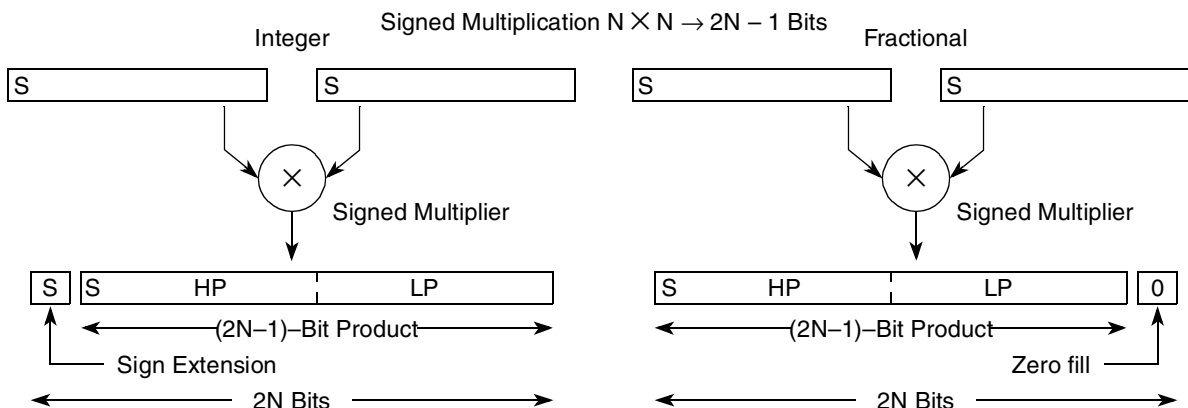 Signed Multiplication N × N → 2N – 1 Bits
Integer
Fractional
S
S
S
S
×
×
Signed Multiplier
Signed Multiplier
S
S HP LP
S HP LP
0
(2N–1)–Bit Product
(2N–1)–Bit Product
Sign Extension
Zero fill
2N Bits
2N Bits